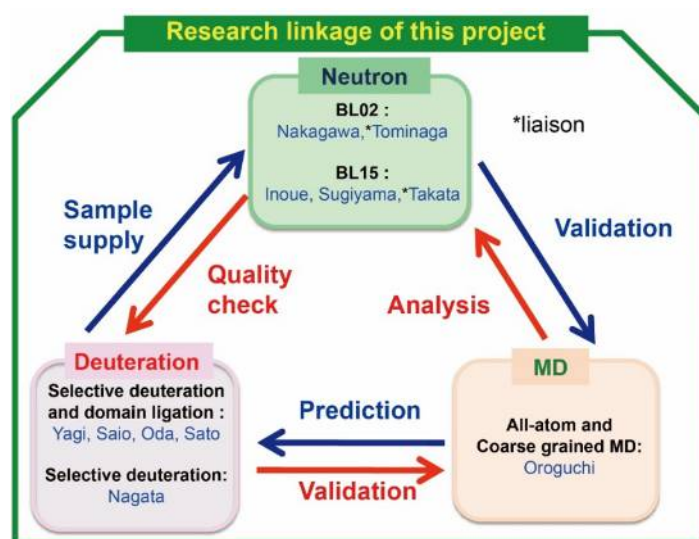 Research linkage of this project
Neutron
BL02 :
Nakagawa,*Tominaga
BL15 :
Inoue, Sugiyama,*Takata
*liaison
Sample
supply
Quality
check
Analysis
Validation
Deuteration
Selective deuteration
and domain ligation :
Yagi, Saio, Oda, Sato
Selective deuteration:
Nagata
Prediction
Validation
MD
All-atom and
Coarse grained MD:
Oroguchi